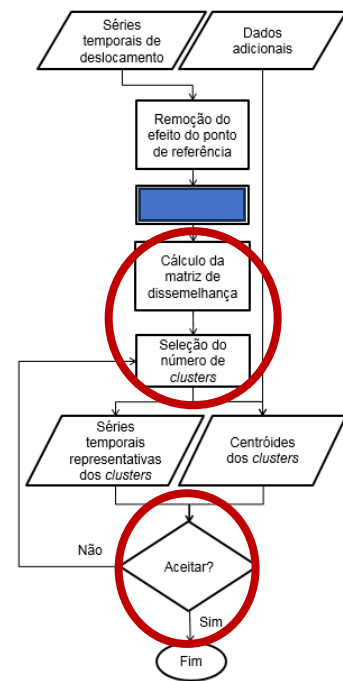 Séries
temporais de
deslocamento
Dados
adicionais
Remoção do
efeito do ponto
de referência
Cálculo da
matriz de
dissemelhança
Seleção do
número de
clusters
Séries
temporais
representativas
dos clusters
Centróides
dos clusters
Não
Aceitar?
Sim
Fim